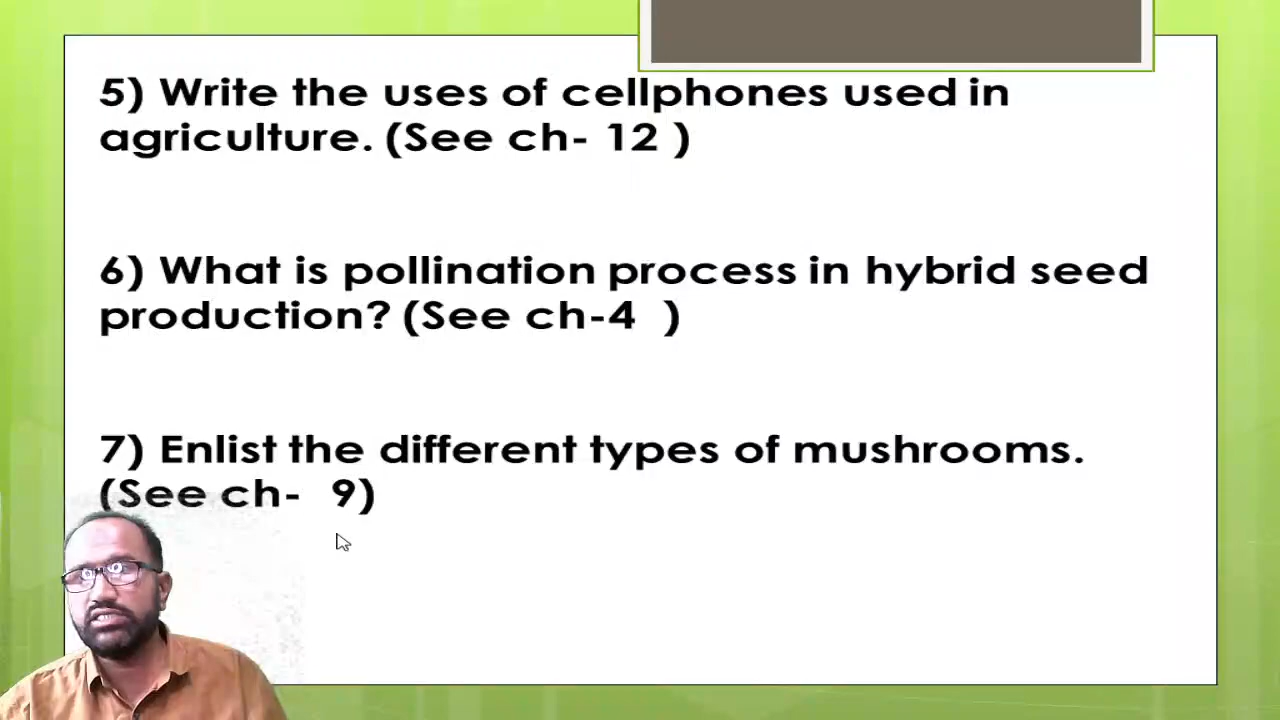 5) Write the uses of cellphones used in
agriculture. (See ch- 12 )
6) What is pollination process in hybrid seed
production? (See ch-4  )
7) Enlist the different types of mushrooms.
(See ch-  9)